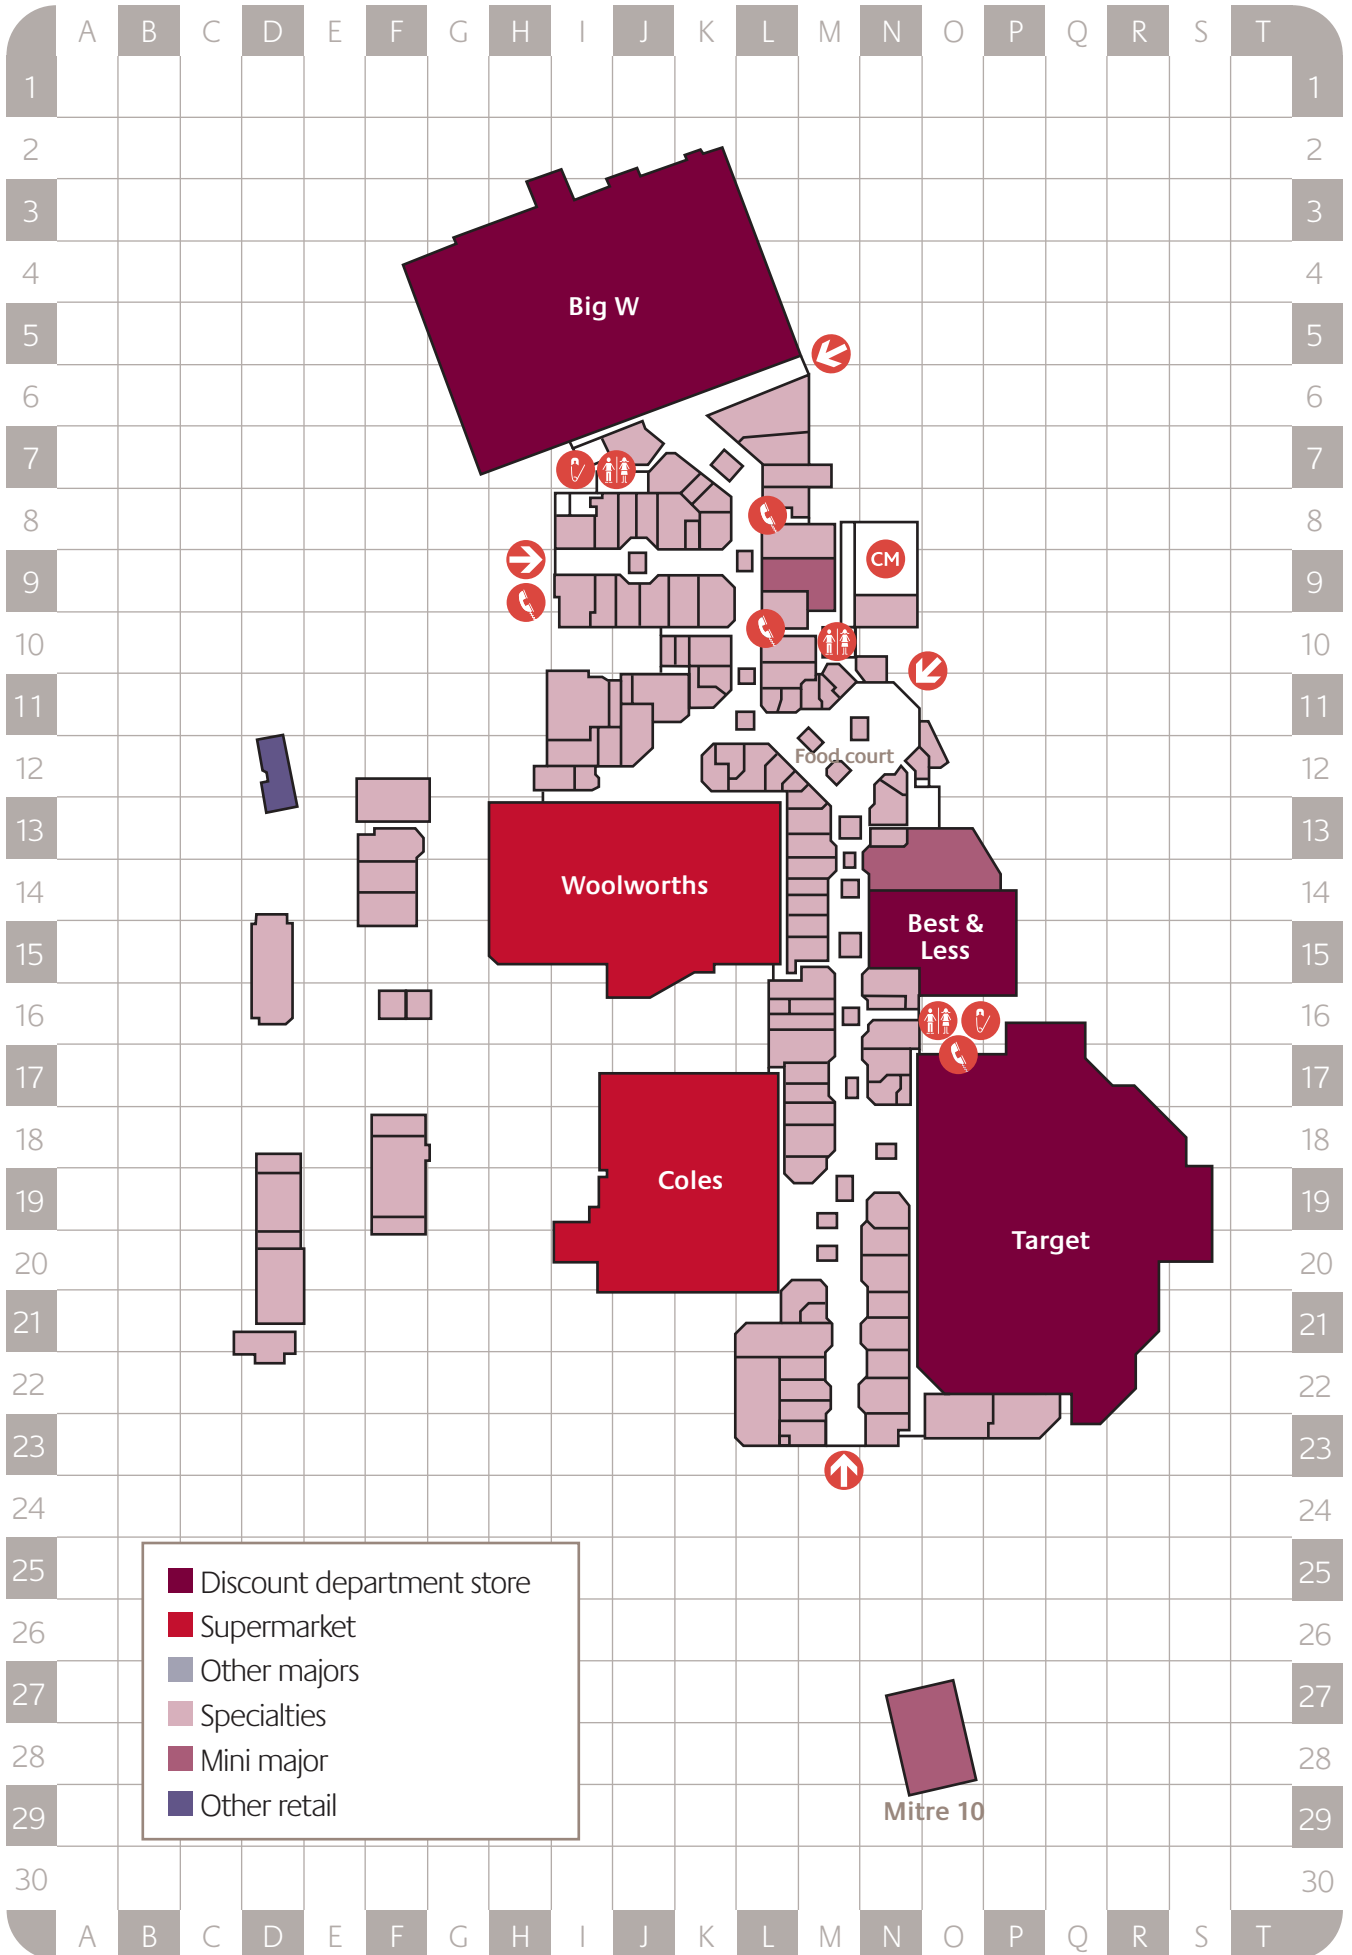 A B C D E F G H I J K L M N O P Q R S T
1 1
2 2
3 3
4 4
Big W
5 5
6 6
7 7
8 8
CM
9 9
10 10
11 11
Food court
12 12
13 13
Woolworths
14 14
Best &
Less
15 15
16 16
17 17
18 18
Coles
19 19
Target
20 20
21 21
22 22
23 23
24 24
25 25
Discount department store
Supermarket
26 26
Other majors
27 27
Specialties
Mini major
28 28
Other retail
Mitre 10
29 29
30 30
A B C D E F G H I J K L M N O P Q R S T